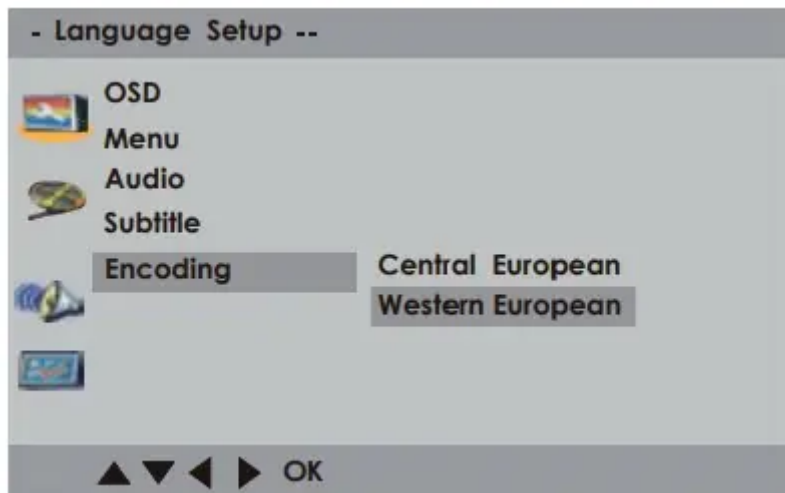 - Language Setup --
OSD
Menu
Audio
Subtitle
Encoding
Central European
Western European
▲ ▼ ◀ ▶ OK